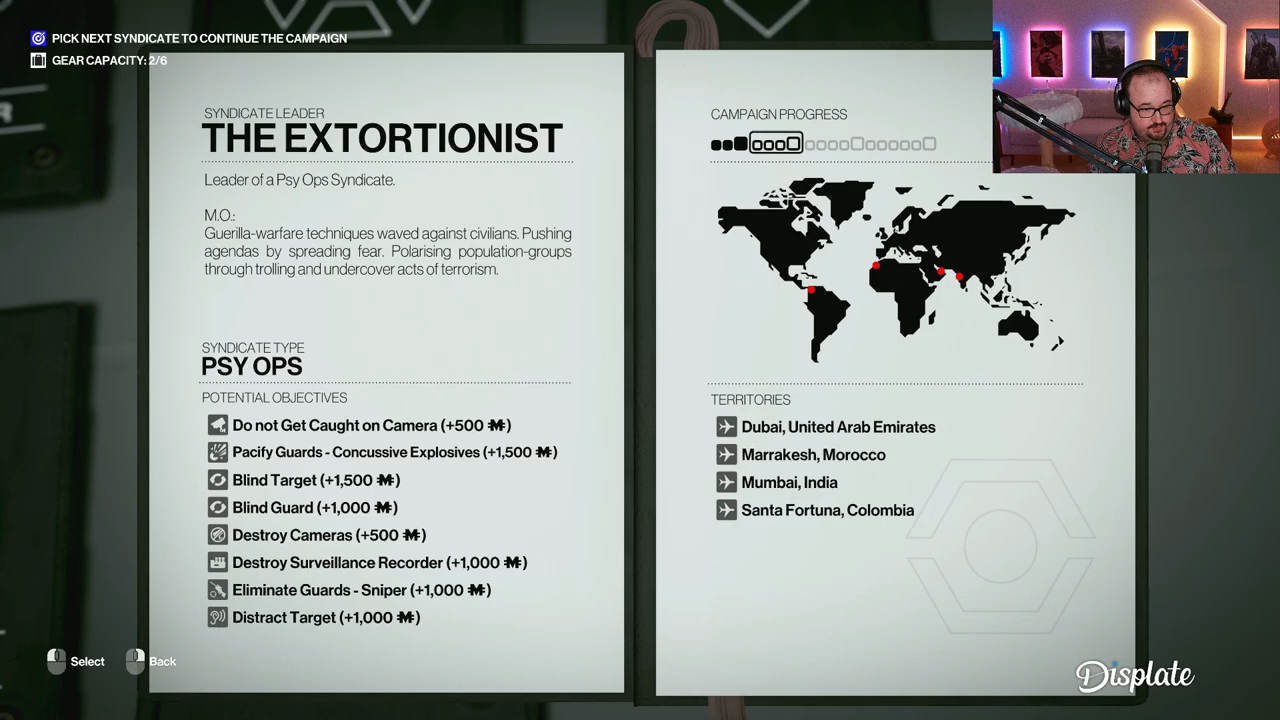 PICK NEXT SYNDICATE TO CONTINUE THE CAMPAIGN
GEAR CAPACITY: 2/6
SYNDICATE LEADER
THE EXTORTIONIST
Leader of a Psy Ops Syndicate.
M.O.:
Guerilla-warfare techniques waved against civilians. Pushing
agendas by spreading fear. Polarising population-groups
through trolling and undercover acts of terrorism.
SYNDICATE TYPE
PSY OPS
POTENTIAL OBJECTIVES
Do not Get Caught on Camera (+500 Ᵽ)
Pacify Guards - Concussive Explosives (+1,500 Ᵽ)
Blind Target (+1,500 Ᵽ)
Blind Guard (+1,000 Ᵽ)
Destroy Cameras (+500 Ᵽ)
Destroy Surveillance Recorder (+1,000 Ᵽ)
Eliminate Guards - Sniper (+1,000 Ᵽ)
Distract Target (+1,000 Ᵽ)
Select
Back
CAMPAIGN PROGRESS
TERRITORIES
Dubai, United Arab Emirates
Marrakesh, Morocco
Mumbai, India
Santa Fortuna, Colombia
Displate